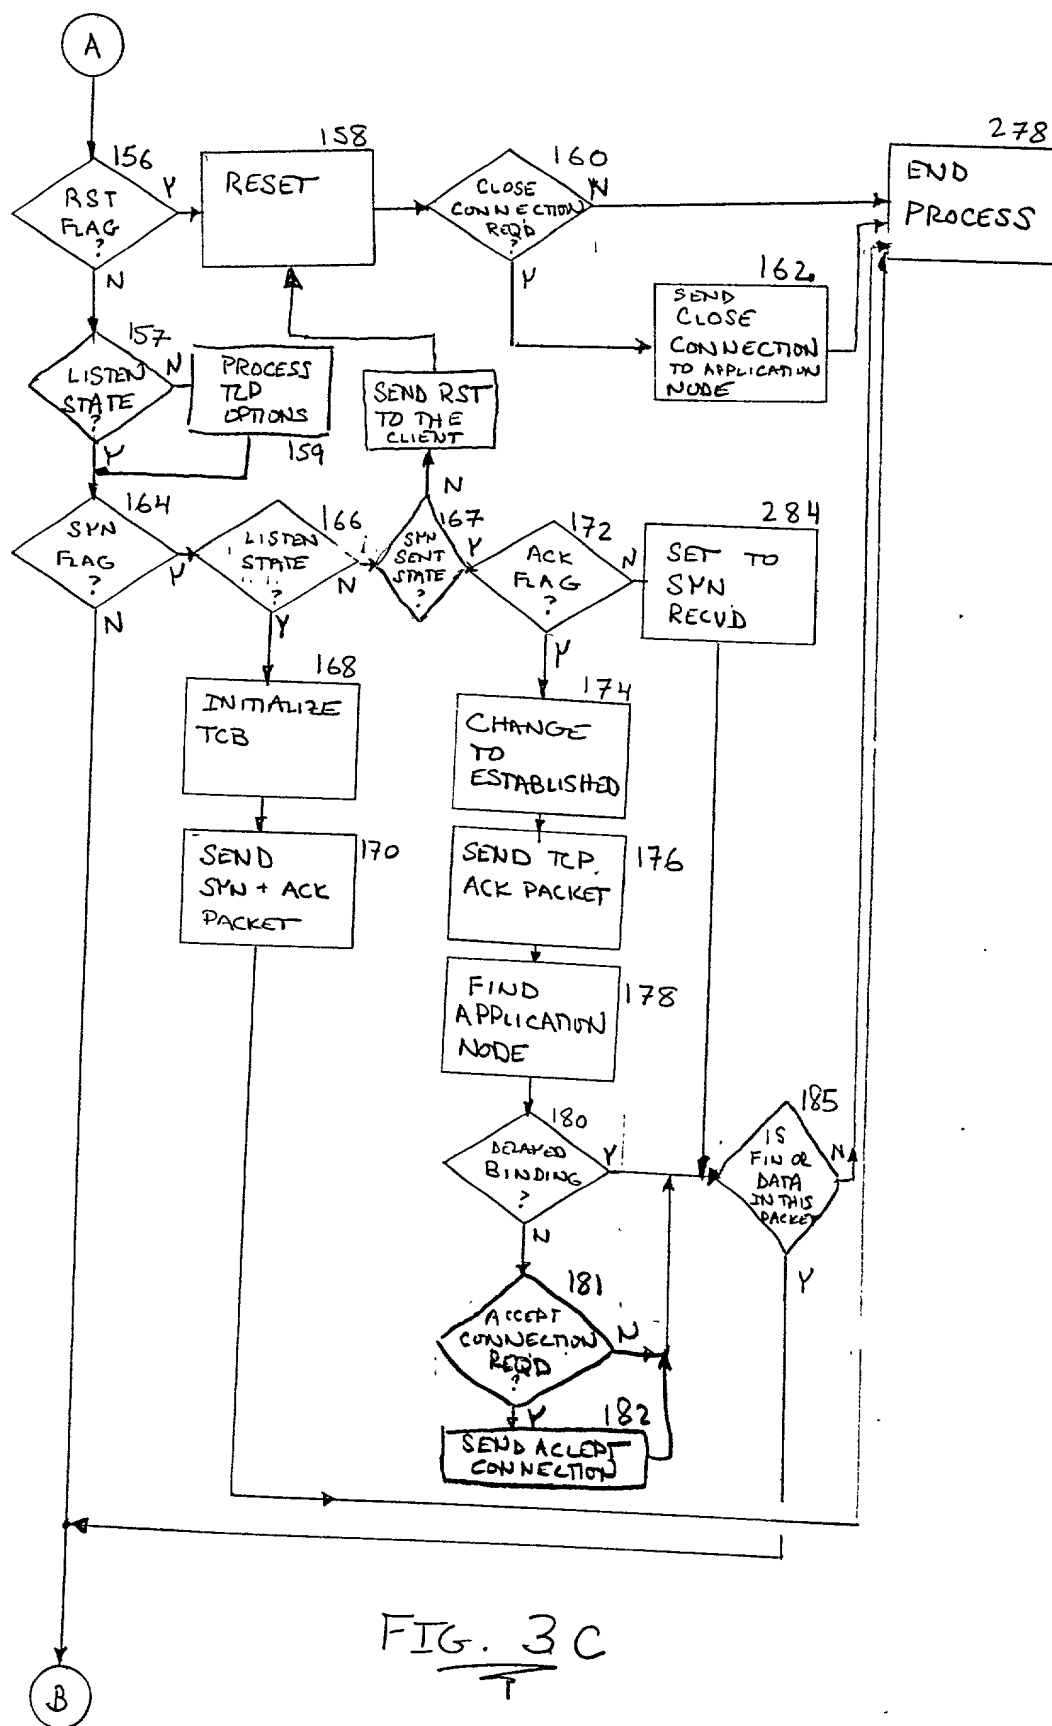 A
156
RST
FLAG
?
Y
N
158
RESET
160
CLOSE
CONNECTION
REQ'D
?
N
Y
278
END
PROCESS
162
SEND
CLOSE
CONNECTION
TO APPLICATION
NODE
157
LISTEN
STATE
?
N
Y
PROCESS
TCP
OPTIONS
159
SEND RST
TO THE
CLIENT
164
SYN
FLAG
?
Y
N
166
LISTEN
STATE
?
N
Y
167
SYN
SENT
STATE
?
N
Y
172
ACK
FLAG
?
N
Y
284
SET TO
SYN
RECV'D
168
INITIALIZE
TCB
170
SEND
SYN + ACK
PACKET
174
CHANGE
TO
ESTABLISHED
SEND TCP
ACK PACKET
176
FIND
APPLICATION
NODE
178
180
DELAYED
BINDING
?
Y
N
185
IS
FIN OR
DATA
IN THIS
PACKET
N
Y
181
ACCEPT
CONNECTION
REQ'D
?
N
Y
182
SEND ACCEPT
CONNECTION
B
FIG. 3C